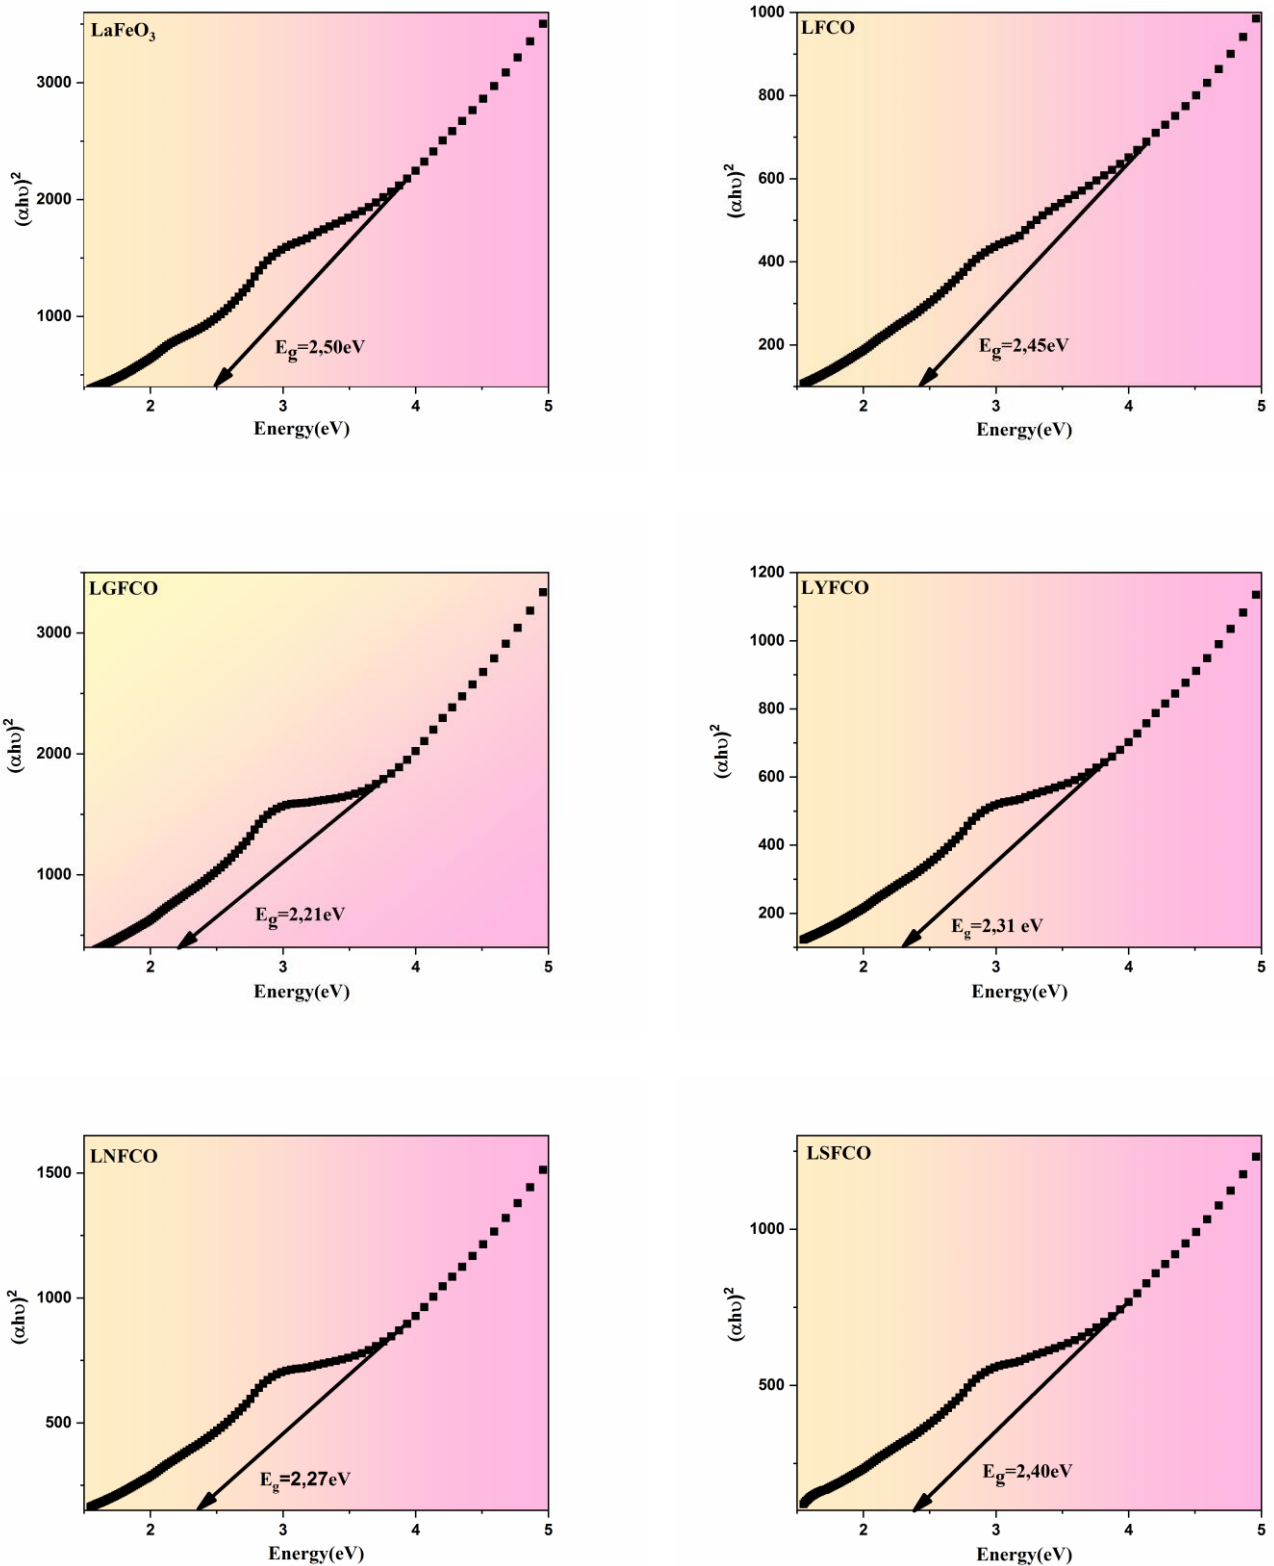 LaFeO3
3000
2000
1000
(αhυ)2
Eg=2,50eV
2 3 4 5
Energy(eV)
LFCO
1000
800
600
400
200
(αhυ)2
Eg=2,45eV
2 3 4 5
Energy(eV)
LGFCO
3000
2000
1000
(αhυ)2
Eg=2,21eV
2 3 4 5
Energy(eV)
LYFCO
1200
1000
800
600
400
200
(αhυ)2
Eg=2,31 eV
2 3 4 5
Energy(eV)
LNFCO
1500
1000
500
(αhυ)2
Eg=2,27eV
2 3 4 5
Energy(eV)
LSFCO
1000
500
(αhυ)2
Eg=2,40eV
2 3 4 5
Energy(eV)